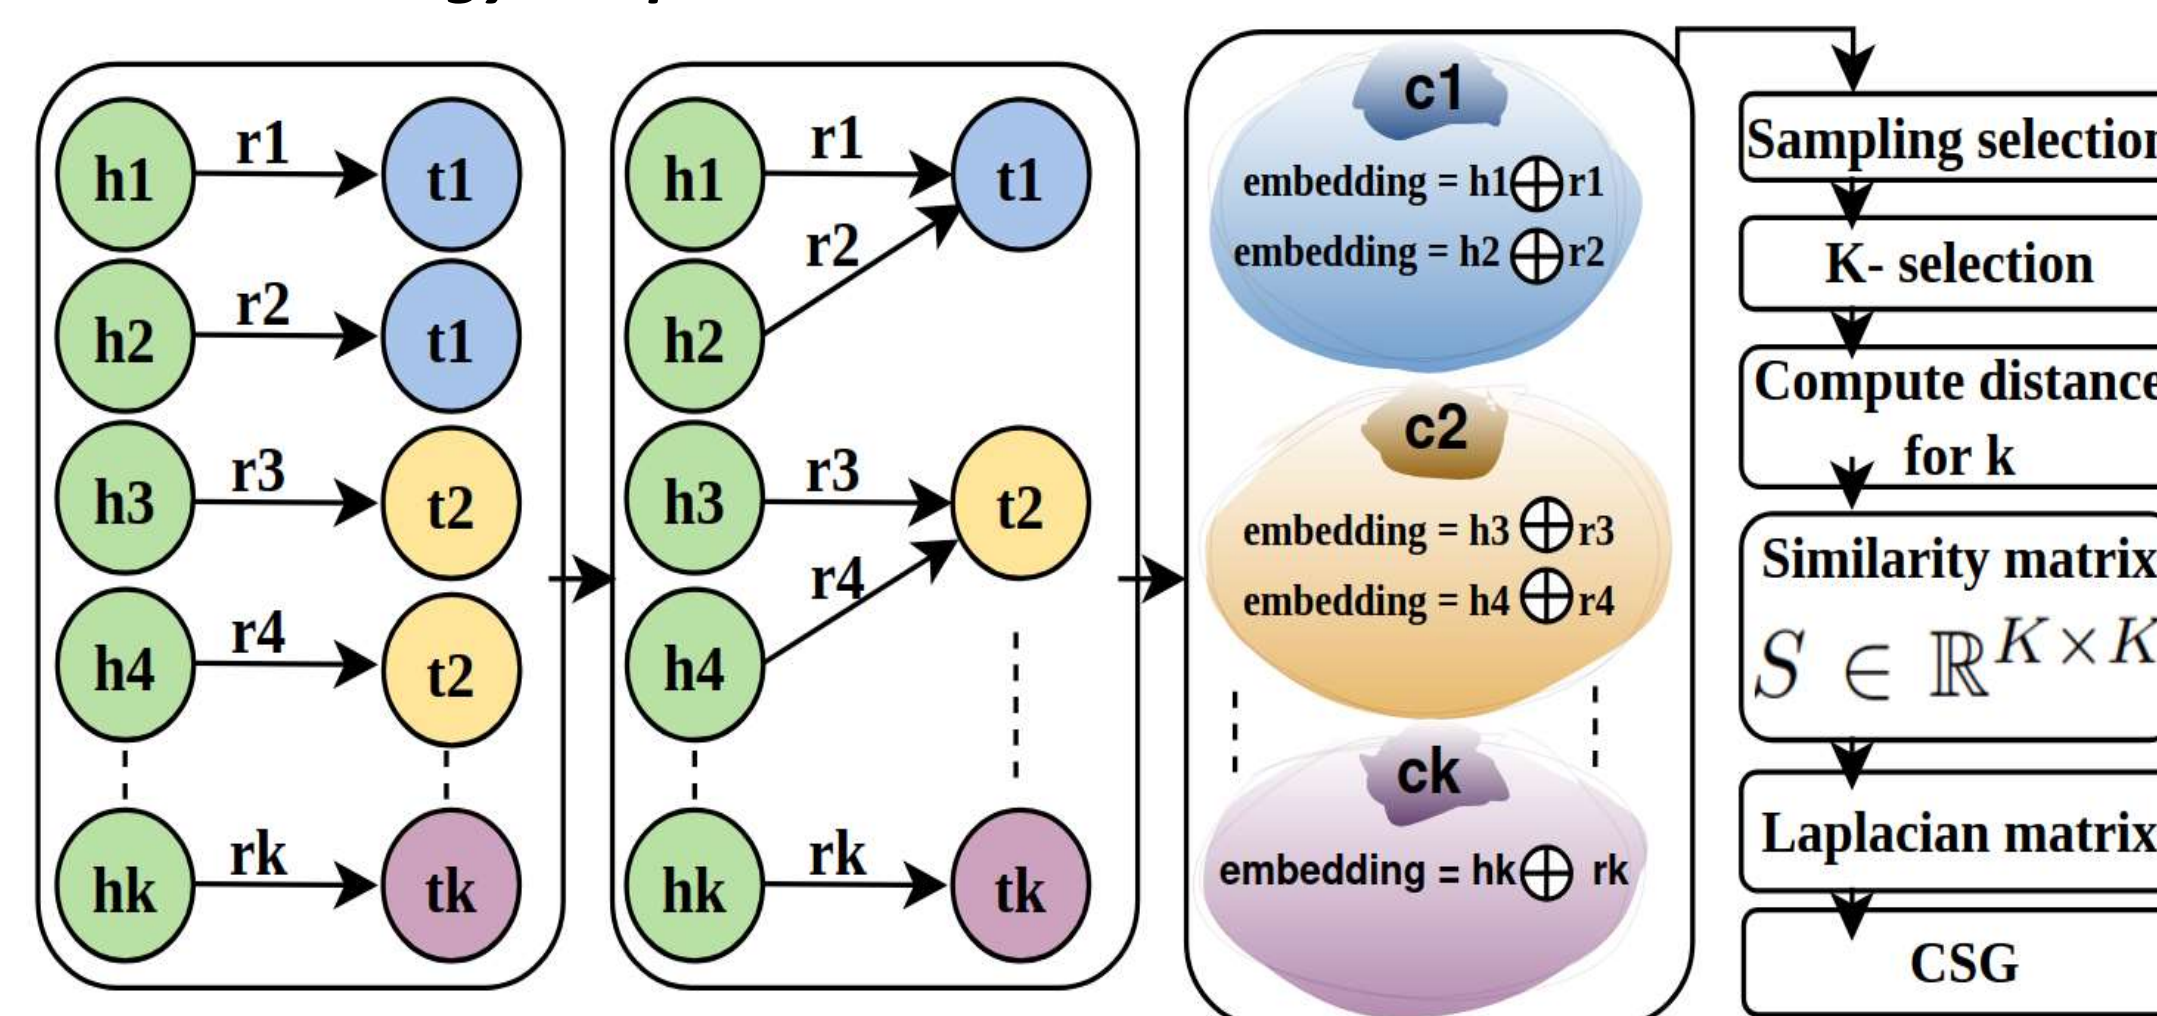 h1 r1 t1
h2 r2 t1
h3 r3 t2
h4 r4 t2
hk rk tk
h1 r1 t1
h2 r2
h3 r3 t2
h4 r4
hk rk tk
c1
embedding = h1 ⊕ r1
embedding = h2 ⊕ r2
c2
embedding = h3 ⊕ r3
embedding = h4 ⊕ r4
ck
embedding = hk ⊕ rk
Sampling selection
K- selection
Compute distance
for k
Similarity matrix
S ∈ ℝ^{K×K}
Laplacian matrix
CSG